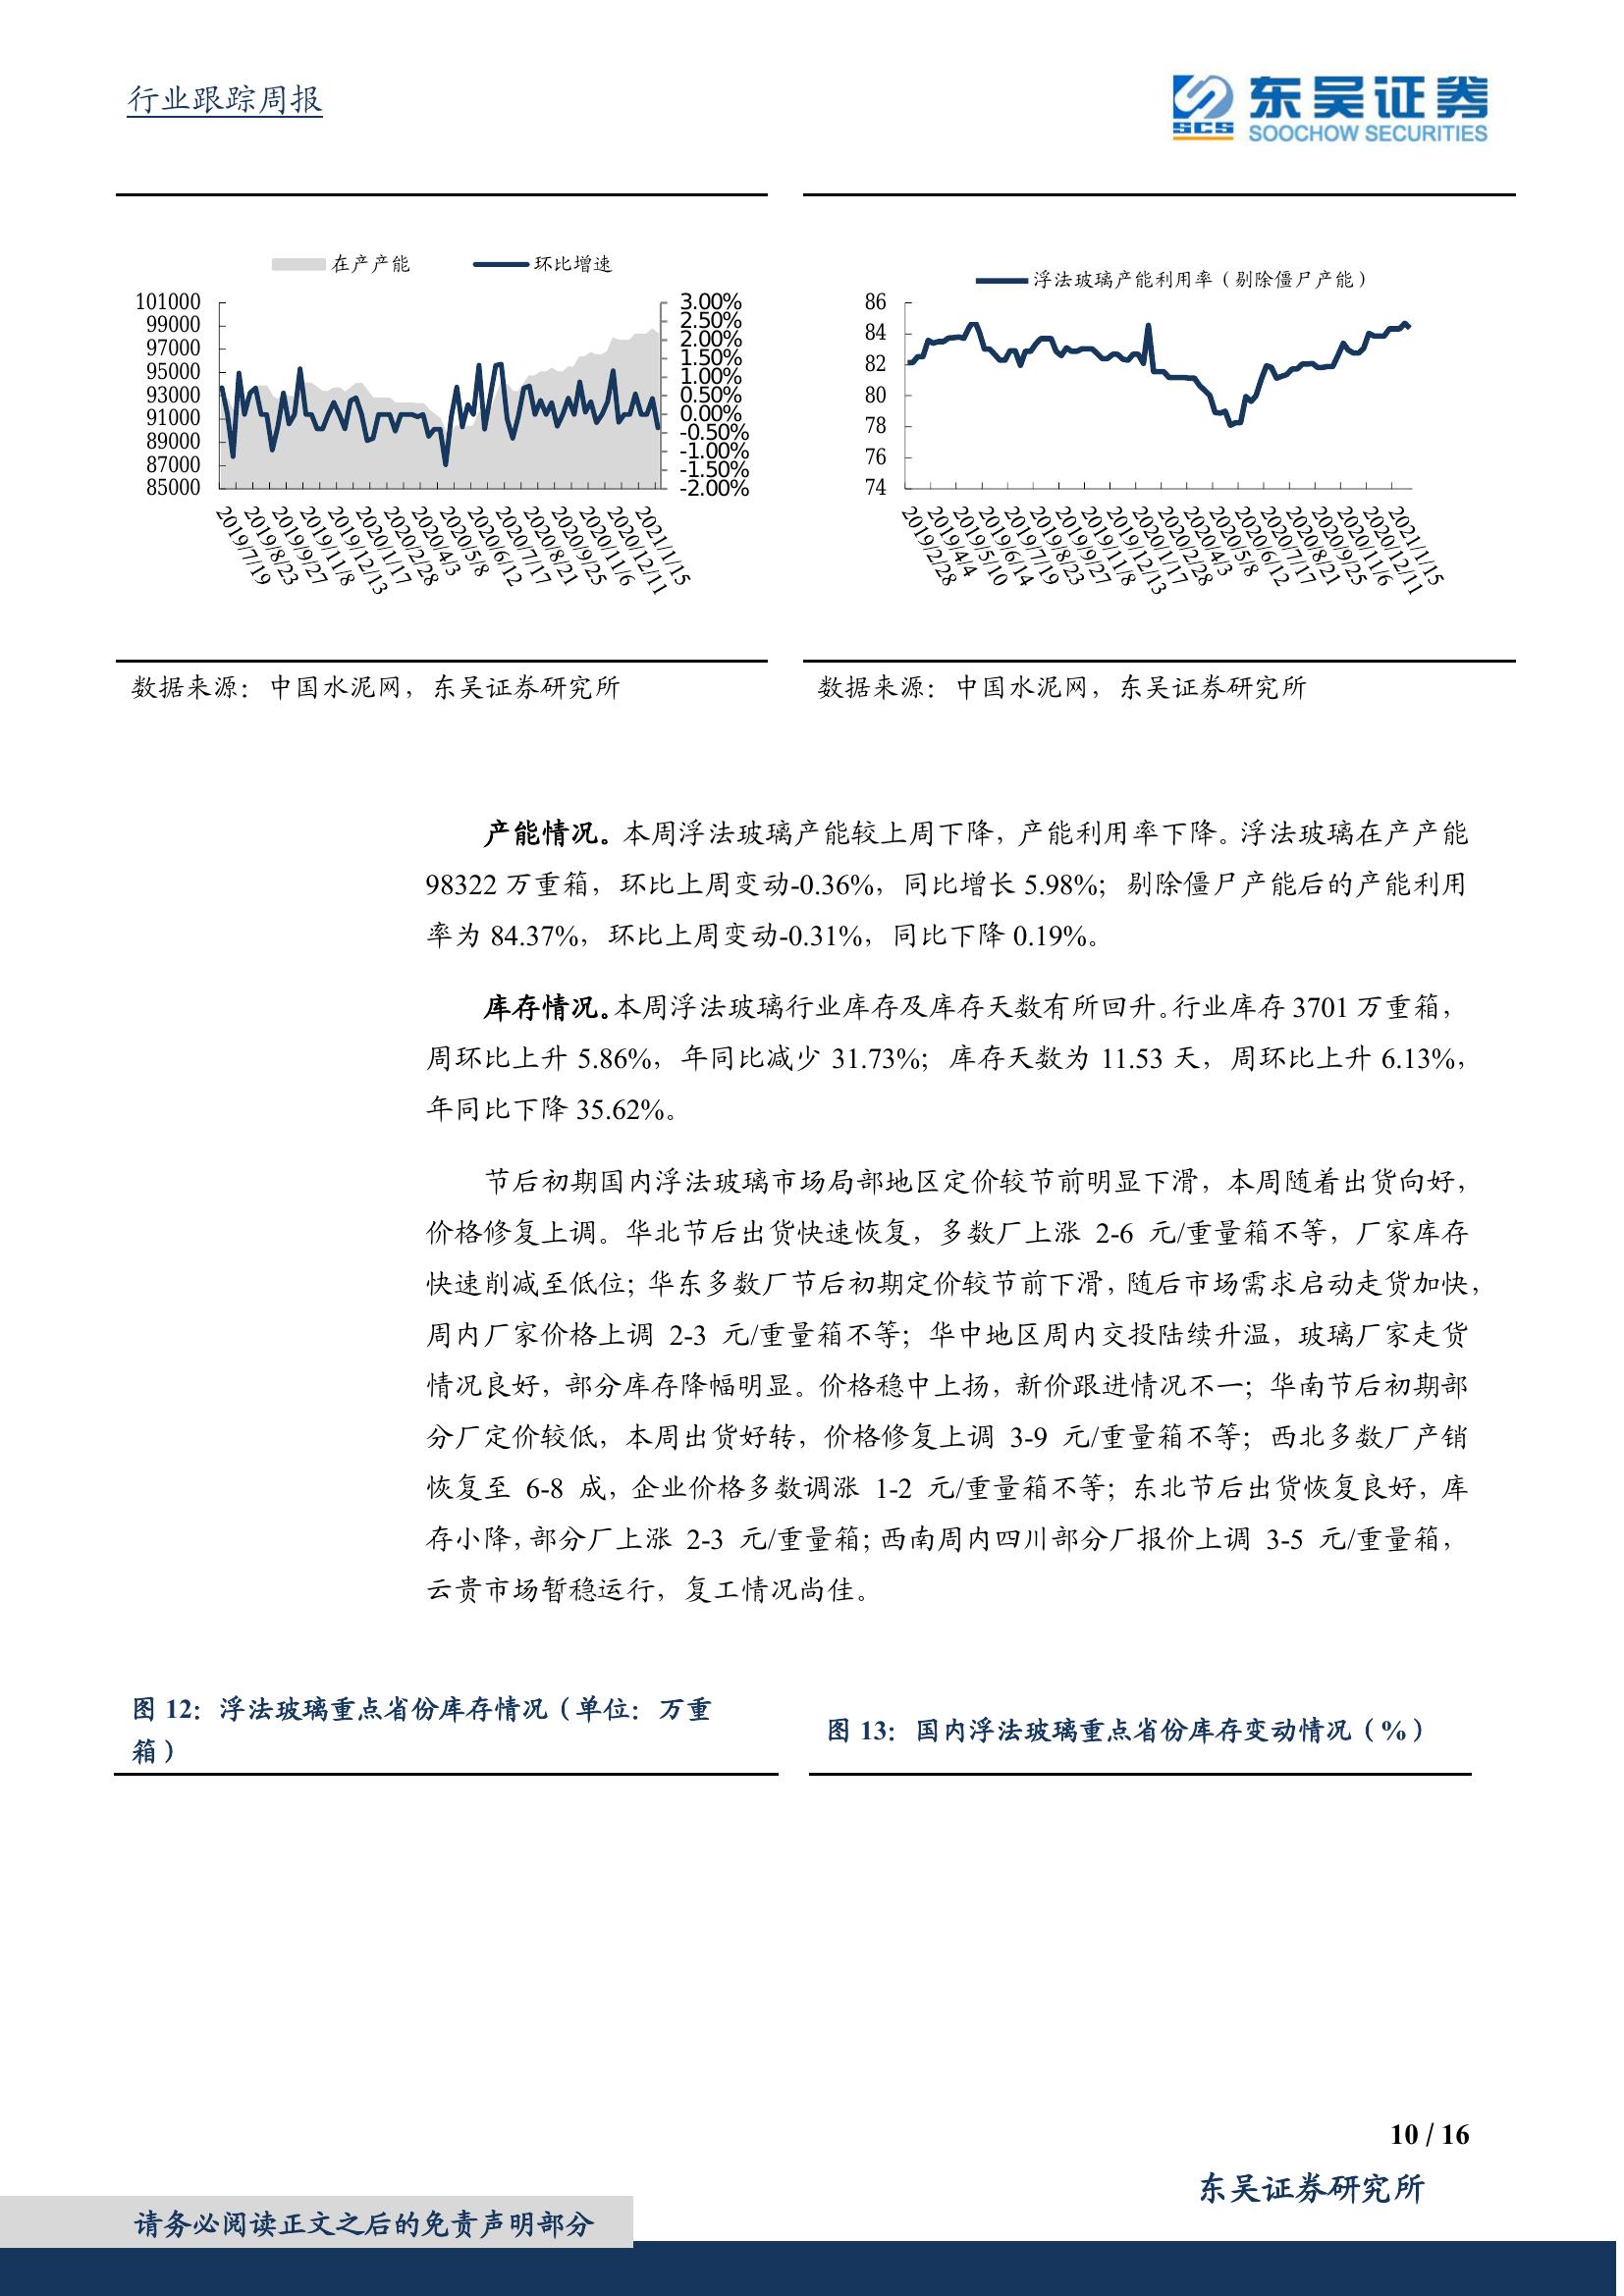 行业跟踪周报
东吴证券
SCS
SOOCHOW SECURITIES
在产产能
环比增速
101000
99000
97000
95000
93000
91000
89000
87000
85000
3.00%
2.50%
2.00%
1.50%
1.00%
0.50%
0.00%
-0.50%
-1.00%
-1.50%
-2.00%
2019/7/19
2019/8/23
2019/9/27
2019/11/8
2019/12/13
2020/1/17
2020/2/28
2020/4/3
2020/5/8
2020/6/12
2020/7/17
2020/8/21
2020/9/25
2020/11/6
2020/12/11
2021/1/15
浮法玻璃产能利用率（剔除僵尸产能）
86
84
82
80
78
76
74
2019/2/28
2019/4/4
2019/5/10
2019/6/14
2019/7/19
2019/8/23
2019/9/27
2019/11/8
2019/12/13
2020/1/17
2020/2/28
2020/4/3
2020/5/8
2020/6/12
2020/7/17
2020/8/21
2020/9/25
2020/11/6
2020/12/11
2021/1/15
数据来源：中国水泥网，东吴证券研究所
数据来源：中国水泥网，东吴证券研究所
产能情况。本周浮法玻璃产能较上周下降，产能利用率下降。浮法玻璃在产产能
98322 万重箱，环比上周变动-0.36%，同比增长 5.98%；剔除僵尸产能后的产能利用
率为 84.37%，环比上周变动-0.31%，同比下降 0.19%。
库存情况。本周浮法玻璃行业库存及库存天数有所回升。行业库存 3701 万重箱，
周环比上升 5.86%，年同比减少 31.73%；库存天数为 11.53 天，周环比上升 6.13%，
年同比下降 35.62%。
节后初期国内浮法玻璃市场局部地区定价较节前明显下滑，本周随着出货向好，
价格修复上调。华北节后出货快速恢复，多数厂上涨 2-6 元/重量箱不等，厂家库存
快速削减至低位；华东多数厂节后初期定价较节前下滑，随后市场需求启动走货加快，
周内厂家价格上调 2-3 元/重量箱不等；华中地区周内交投陆续升温，玻璃厂家走货
情况良好，部分库存降幅明显。价格稳中上扬，新价跟进情况不一；华南节后初期部
分厂定价较低，本周出货好转，价格修复上调 3-9 元/重量箱不等；西北多数厂产销
恢复至 6-8 成，企业价格多数调涨 1-2 元/重量箱不等；东北节后出货恢复良好，库
存小降，部分厂上涨 2-3 元/重量箱；西南周内四川部分厂报价上调 3-5 元/重量箱，
云贵市场暂稳运行，复工情况尚佳。
图 12：浮法玻璃重点省份库存情况（单位：万重
箱）
图 13：国内浮法玻璃重点省份库存变动情况（%）
10 / 16
东吴证券研究所
请务必阅读正文之后的免责声明部分